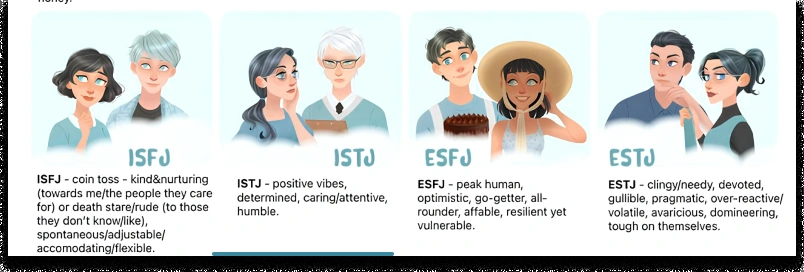 money.
ISFJ
ISFJ - coin toss - kind&nurturing
(towards me/the people they care
for) or death stare/rude (to those
they don't know/like),
spontaneous/adjustable/
accomodating/flexible.
ISTJ
ISTJ - positive vibes,
determined, caring/attentive,
humble.
ESFJ
ESFJ - peak human,
optimistic, go-getter, all-
rounder, affable, resilient yet
vulnerable.
ESTJ
ESTJ - clingy/needy, devoted,
gullible, pragmatic, over-reactive/
volatile, avaricious, domineering,
tough on themselves.